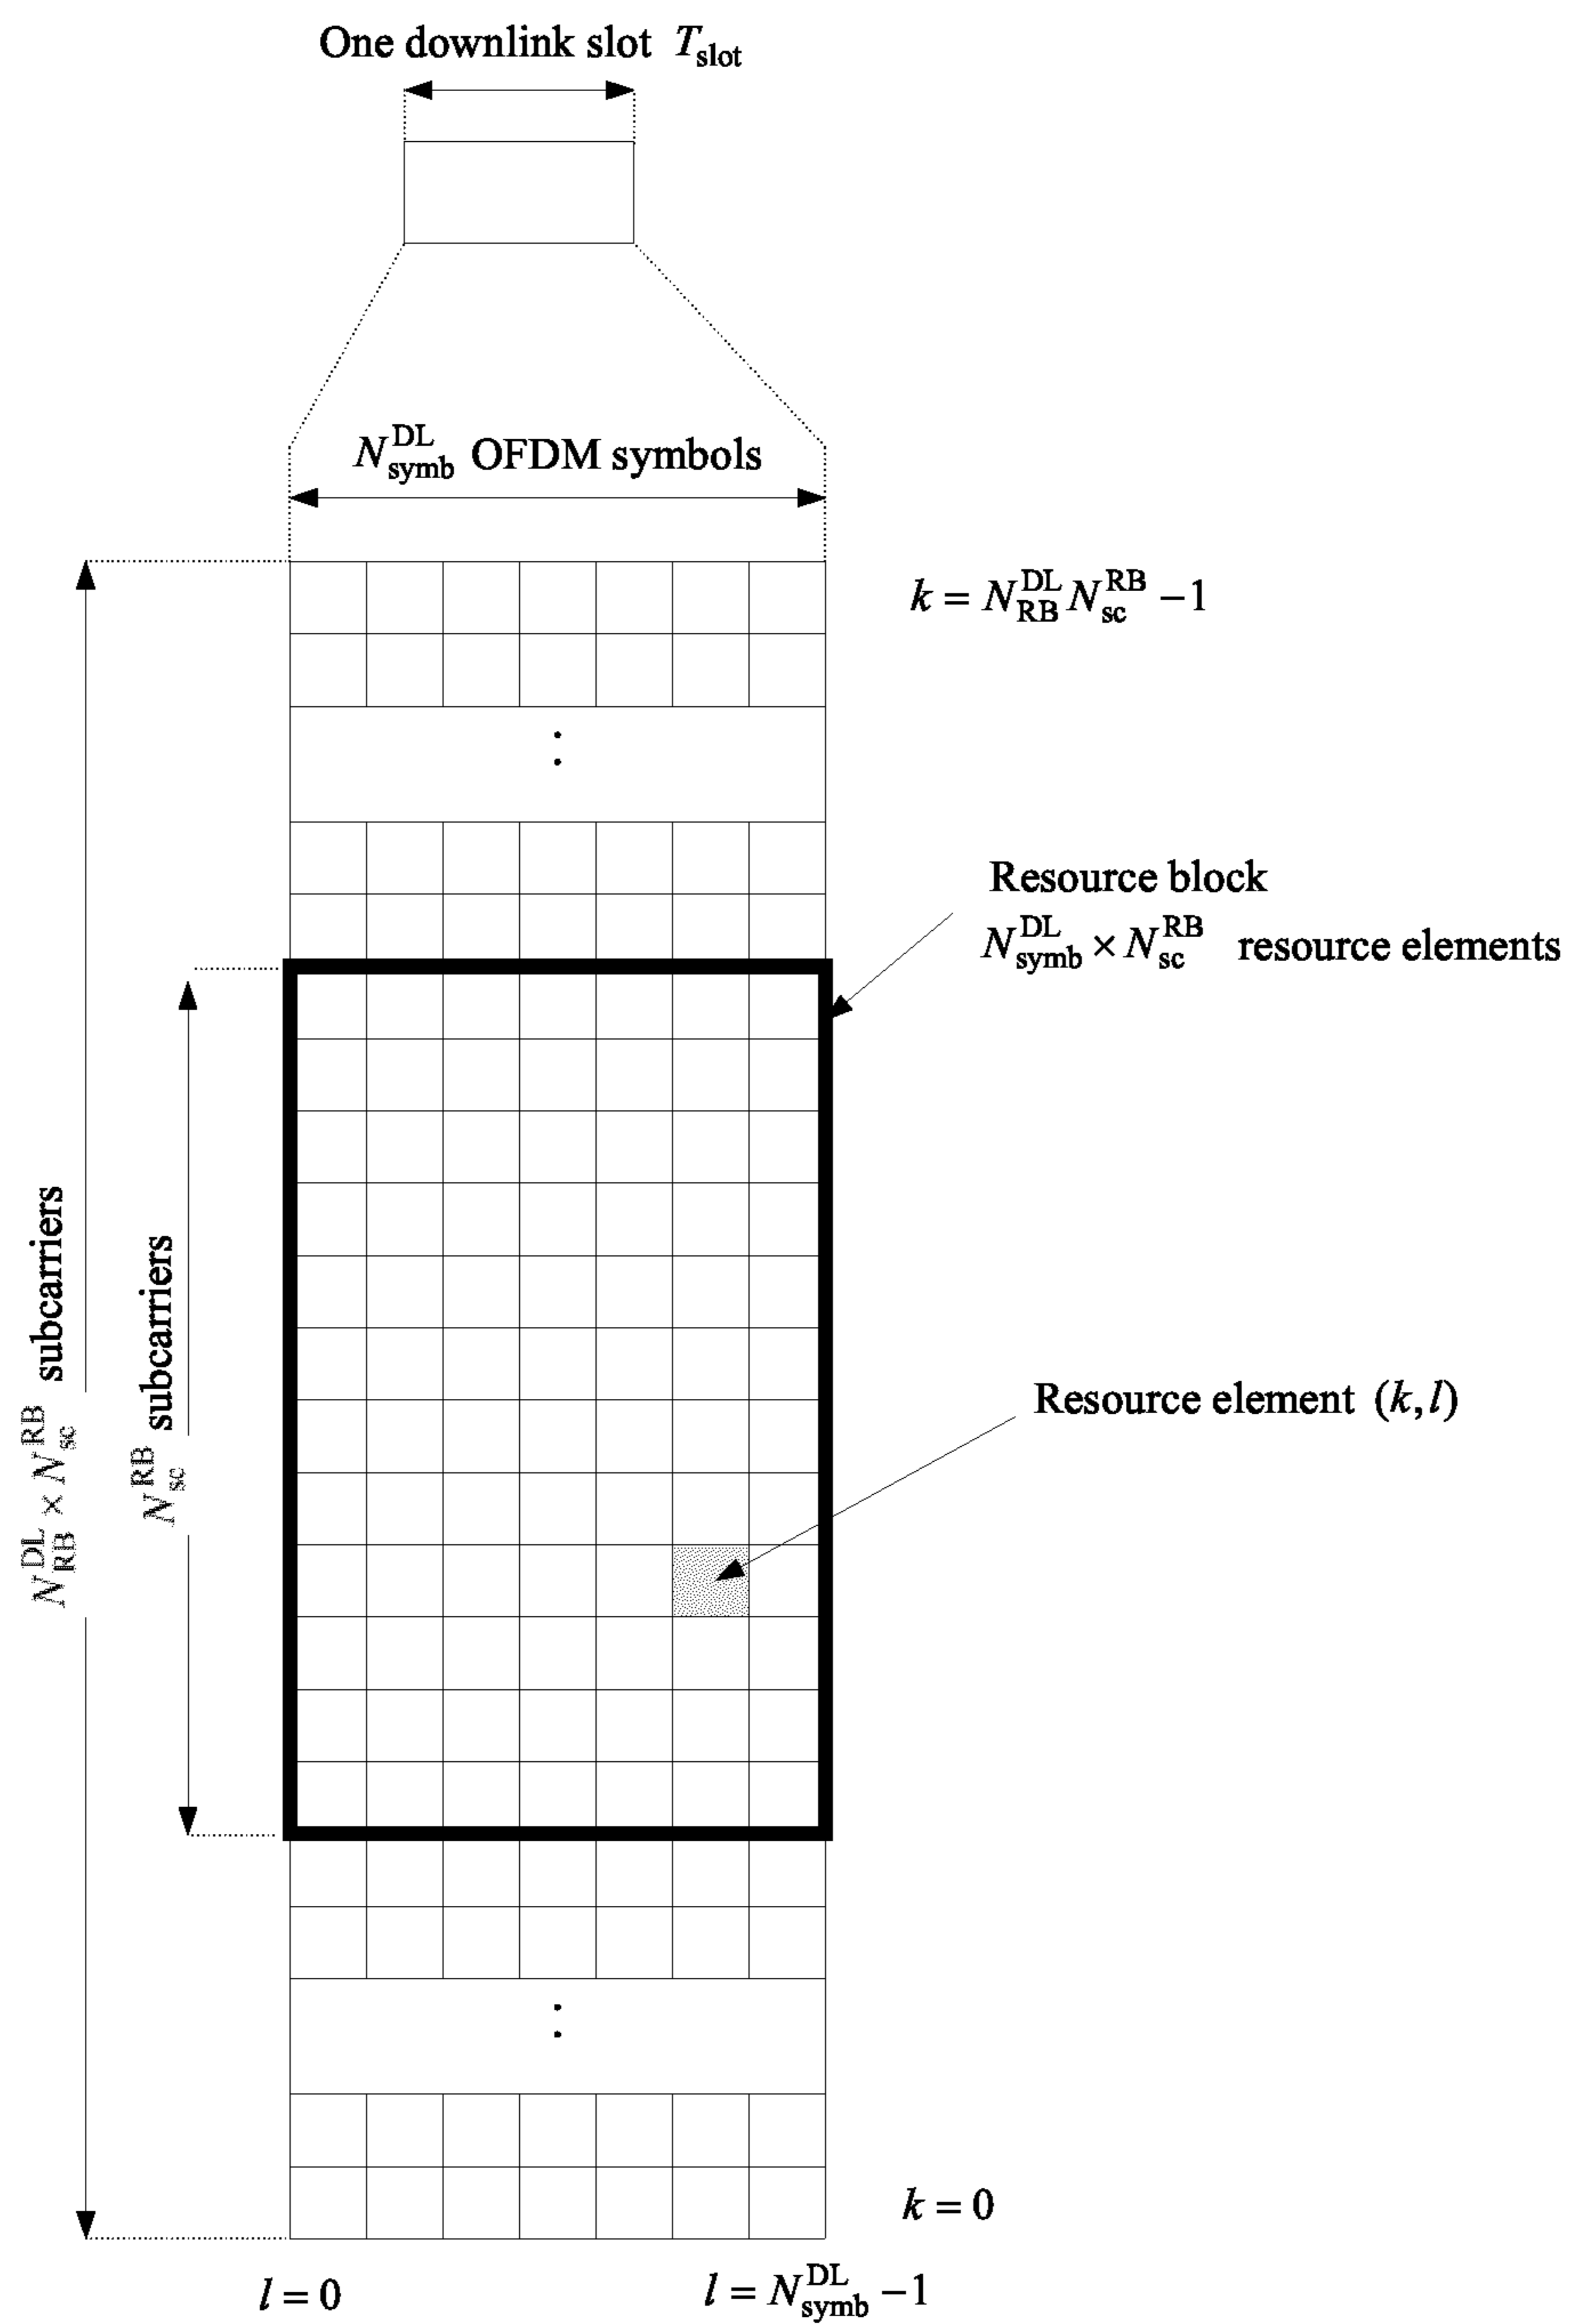 One downlink slot T_slot
N_symb^DL OFDM symbols
k = N_RB^DL N_sc^RB − 1
Resource block
N_symb^DL × N_sc^RB resource elements
N_RB^DL × N_sc^RB subcarriers
N_sc^RB subcarriers
Resource element (k, l)
k = 0
l = 0
l = N_symb^DL − 1